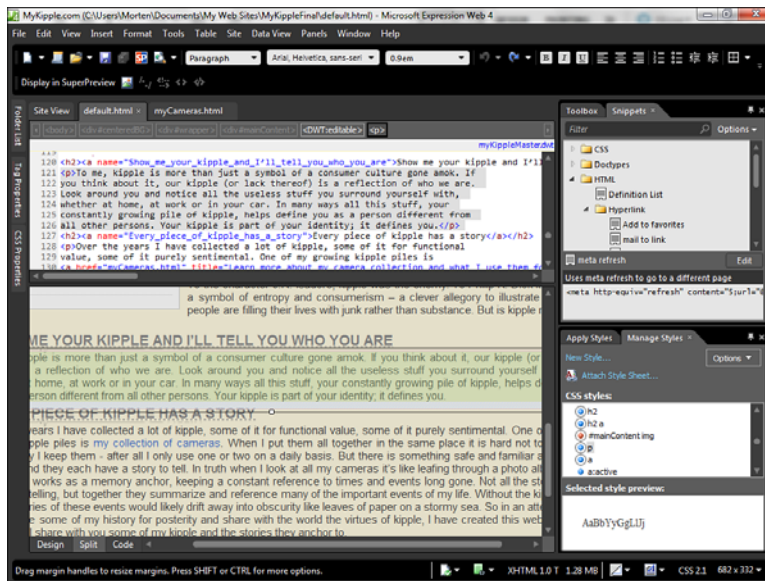 MyKipple.com (C:\Users\Morten\Documents\My Web Sites\MyKippleFinal\default.html) - Microsoft Expression Web 4
File Edit View Insert Format Tools Table Site Data View Panels Window Help
Paragraph Arial, Helvetica, sans-seri 0.9em B I U
Display in SuperPreview
Folder List
Tag Properties
CSS Properties
Site View default.html × myCameras.html
<body> <div#centeredBG> <div#wrapper> <div#mainContent> <DWT:editable> <p>
myKippleMaster.dwt
120 <h2><a name="Show_me_your_kipple_and_I'll_tell_you_who_you_are">Show me your kipple and I'll
121 <p>To me, kipple is more than just a symbol of a consumer culture gone amok. If
122 you think about it, our kipple (or lack thereof) is a reflection of who we are.
123 Look around you and notice all the useless stuff you surround yourself with,
124 whether at home, at work or in your car. In many ways all this stuff, your
125 constantly growing pile of kipple, helps define you as a person different from
126 all other persons. Your kipple is part of your identity; it defines you.</p>
127 <h2><a name="Every_piece_of_kipple_has_a_story">Every piece of kipple has a story</a></h2>
128 <p>Over the years I have collected a lot of kipple, some of it for functional
129 value, some of it purely sentimental. One of my growing kipple piles is
130 <a href="myCameras.html" title="Learn more about my camera collection and what I use them fo
a symbol of entropy and consumerism – a clever allegory to illustrate
people are filling their lives with junk rather than substance. But is kipple r
ME YOUR KIPPLE AND I'LL TELL YOU WHO YOU ARE
pple is more than just a symbol of a consumer culture gone amok. If you think about it, our kipple (or
a reflection of who we are. Look around you and notice all the useless stuff you surround yourself
home, at work or in your car. In many ways all this stuff, your constantly growing pile of kipple, helps d
erson different from all other persons. Your kipple is part of your identity; it defines you.
PIECE OF KIPPLE HAS A STORY
ears I have collected a lot of kipple, some of it for functional value, some of it purely sentimental. One o
pple piles is my collection of cameras. When I put them all together in the same place it is hard not to
y I keep them - after all I only use one or two on a daily basis. But there is something safe and familiar a
nd they each have a story to tell. In truth when I look at all my cameras it's like leafing through a photo alb
works as a memory anchor, keeping a constant reference to times and events long gone. Not all the sto
telling, but together they summarize and reference many of the important events of my life. Without the ki
ries of these events would likely drift away into obscurity like leaves of paper on a stormy sea. So in an att
e some of my history for posterity and share with the world the virtues of kipple, I have created this web
l share with you some of my kipple and the stories they anchor to.
Design Split Code
Toolbox Snippets ×
Filter Options
CSS
Doctypes
HTML
Definition List
Hyperlink
Add to favorites
mail to link
meta refresh Edit
Uses meta refresh to go to a different page
<meta http-equiv="refresh" content="5;url="
Apply Styles Manage Styles ×
New Style... Options
Attach Style Sheet...
CSS styles:
h2
h2 a
#mainContent img
p
a
a:active
Selected style preview:
AaBbYyGgLlJj
Drag margin handles to resize margins. Press SHIFT or CTRL for more options. XHTML 1.0 T 1.28 MB CSS 2.1 682 x 332